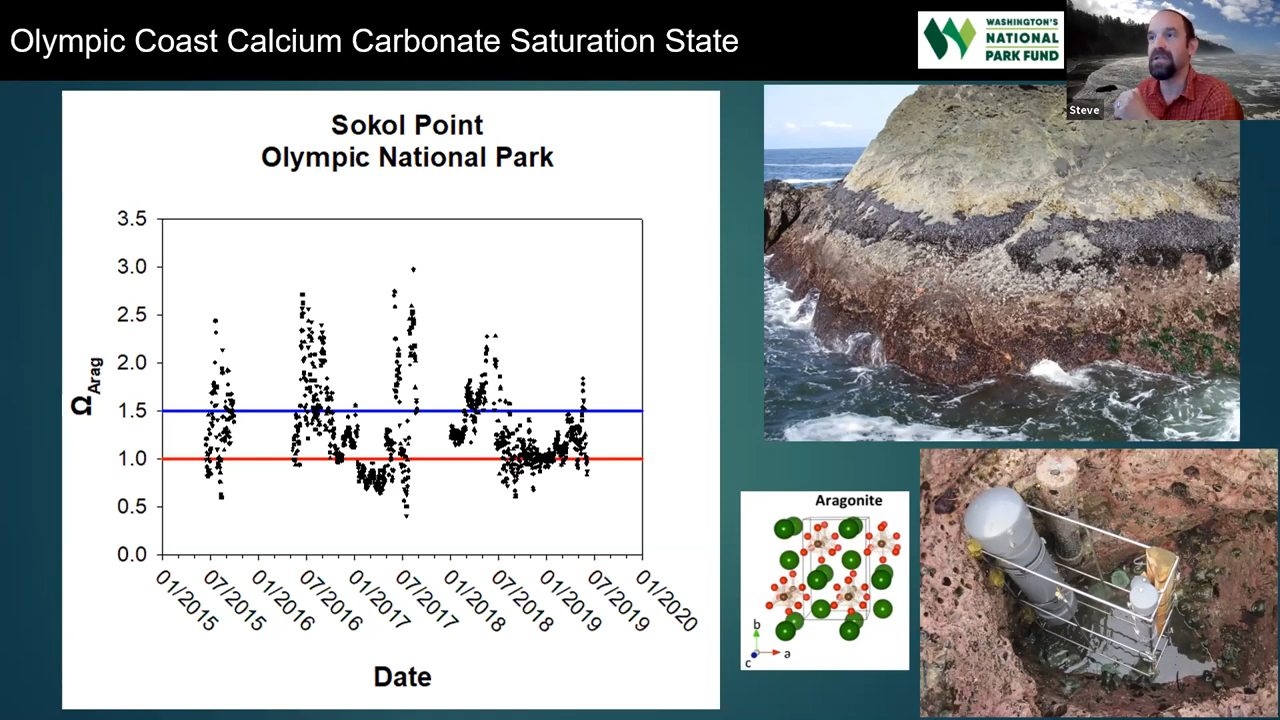 Olympic Coast Calcium Carbonate Saturation State
WASHINGTON'S
NATIONAL
PARK FUND
Steve
Sokol Point
Olympic National Park
3.5
3.0
2.5
2.0
1.5
1.0
0.5
0.0
ΩArag
01/2015
07/2015
01/2016
07/2016
01/2017
07/2017
01/2018
07/2018
01/2019
07/2019
01/2020
Date
Aragonite
b
a
c